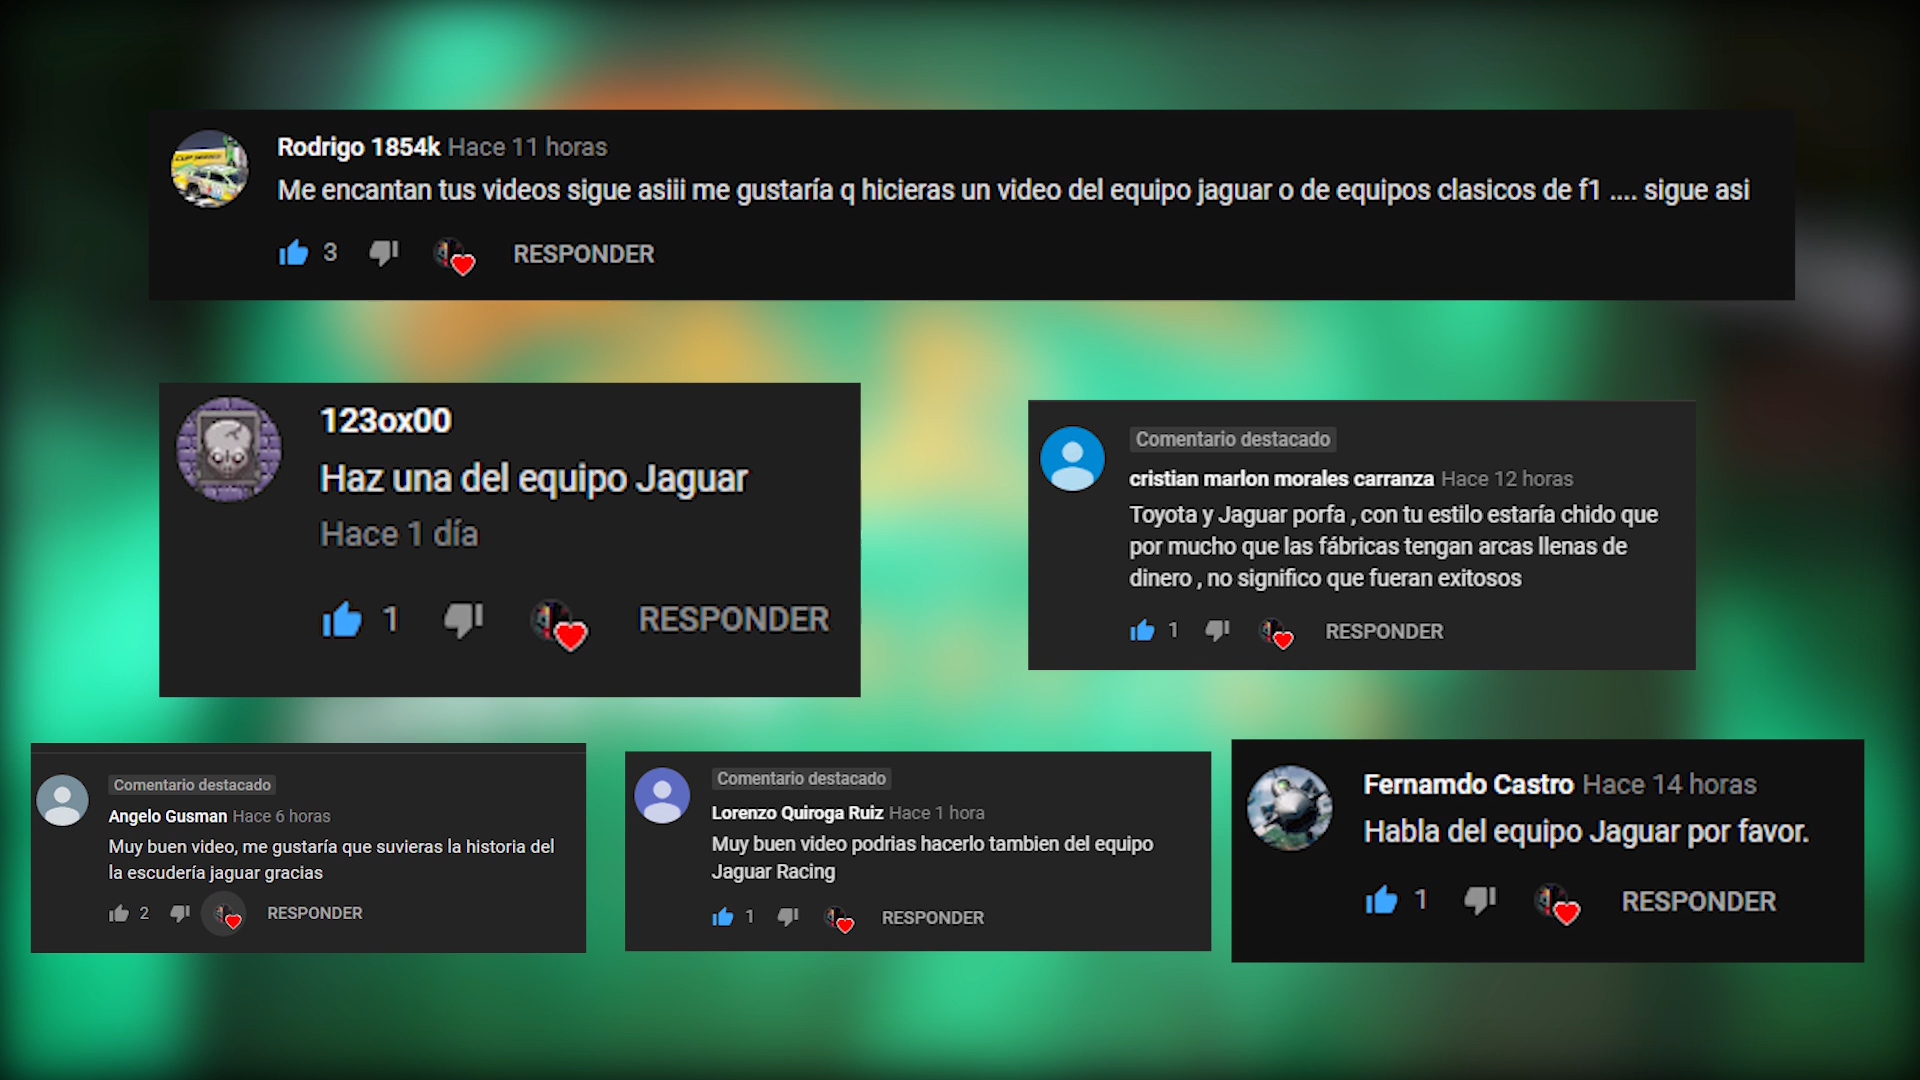 Rodrigo 1854k Hace 11 horas
Me encantan tus videos sigue asiii me gustaría q hicieras un video del equipo jaguar o de equipos clasicos de f1 .... sigue asi
3 RESPONDER
123ox00
Haz una del equipo Jaguar
Hace 1 día
1 RESPONDER
Comentario destacado
cristian marlon morales carranza Hace 12 horas
Toyota y Jaguar porfa , con tu estilo estaría chido que
por mucho que las fábricas tengan arcas llenas de
dinero , no significo que fueran exitosos
1 RESPONDER
Comentario destacado
Angelo Gusman Hace 6 horas
Muy buen video, me gustaría que suvieras la historia del
la escudería jaguar gracias
2 RESPONDER
Comentario destacado
Lorenzo Quiroga Ruiz Hace 1 hora
Muy buen video podrias hacerlo tambien del equipo
Jaguar Racing
1 RESPONDER
Fernamdo Castro Hace 14 horas
Habla del equipo Jaguar por favor.
1 RESPONDER